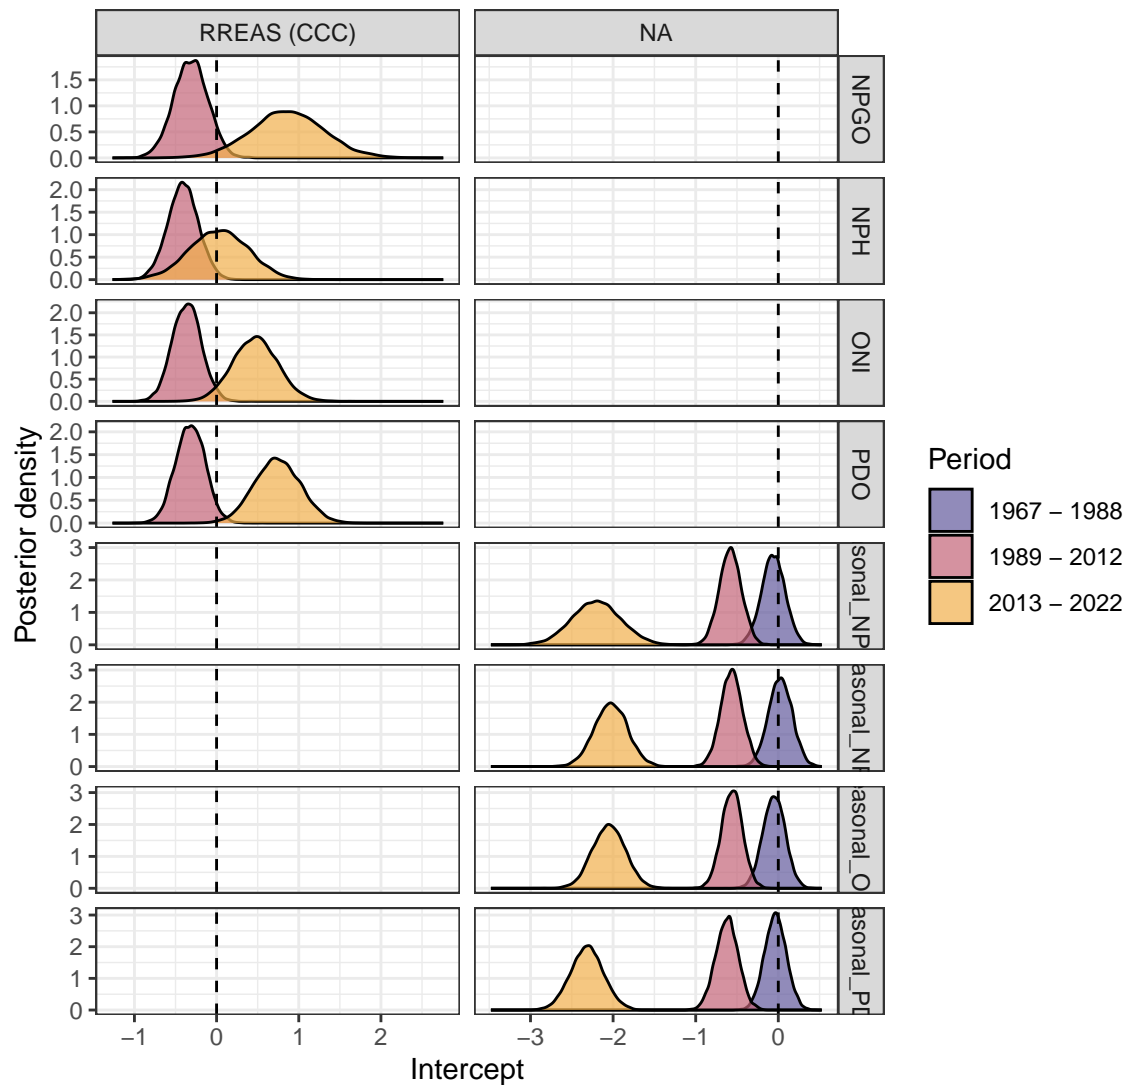 RREAS (CCC)
NA
NPGO
0.0
0.5
1.0
1.5
NPH
0.0
0.5
1.0
1.5
2.0
ONI
0.0
0.5
1.0
1.5
2.0
PDO
0.0
0.5
1.0
1.5
2.0
sonal_NP
0
1
2
3
asonal_NP
0
1
2
3
asonal_O
0
1
2
3
asonal_PD
0
1
2
3
−1
0
1
2
−3
−2
−1
0
Intercept
Posterior density
Period
1967 − 1988
1989 − 2012
2013 − 2022